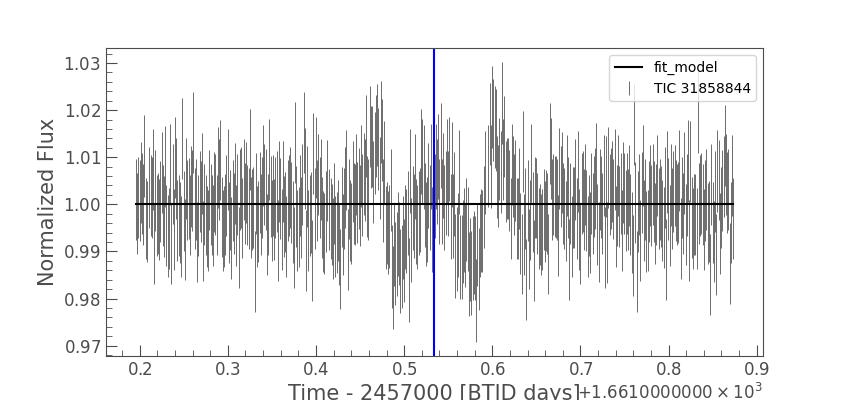 1.03
1.02
1.01
1.00
0.99
0.98
0.97
Normalized Flux
fit_model
TIC 31858844
0.2 0.3 0.4 0.5 0.6 0.7 0.8 0.9
Time - 2457000 [BTJD days]
+1.6610000000 × 10³